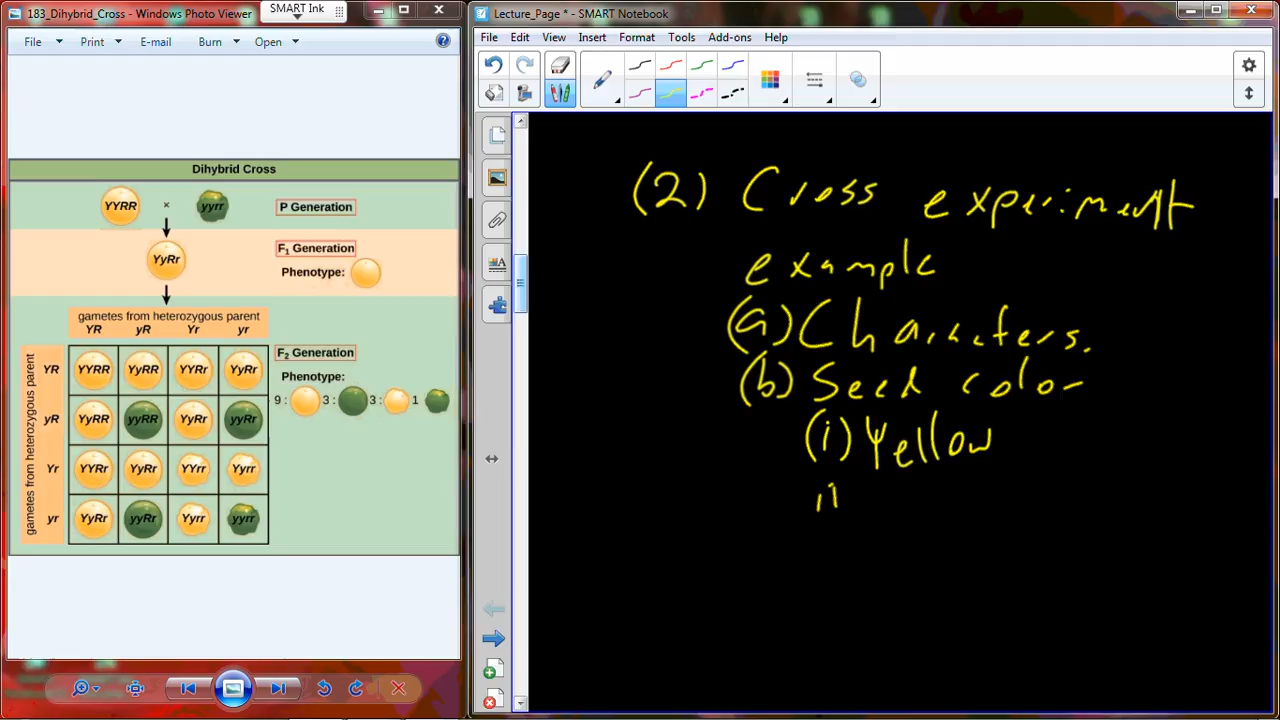 183_Dihybrid_Cross - Windows Photo Viewer
SMART Ink
File Print E-mail Burn Open
Dihybrid Cross
YYRR × yyrr P Generation
F1 Generation
YyRr
Phenotype:
gametes from heterozygous parent
YR yR Yr yr
F2 Generation
Phenotype:
9 : 3 : 3 : 1
gametes from heterozygous parent
YR YYRR YyRR YYRr YyRr
yR YyRR yyRR YyRr yyRr
Yr YYRr YyRr YYrr Yyrr
yr YyRr yyRr Yyrr yyrr
Lecture_Page * - SMART Notebook
File Edit View Insert Format Tools Add-ons Help
(2) Cross experiment
example
(a) Characters.
(b) Seed color
(i) Yellow